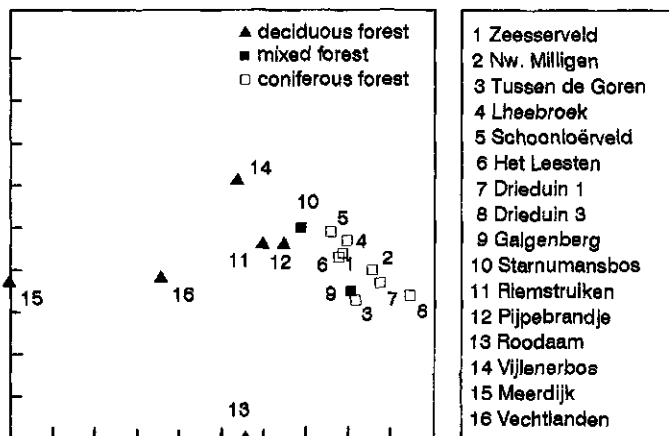 deciduous forest
mixed forest
coniferous forest
14
10
5
4
11
12
6
1
2
15
16
9
3
7
8
13
1 Zeesserveld
2 Nw. Milligen
3 Tussen de Goren
4 Lheebroek
5 Schoonloërveld
6 Het Leesten
7 Drieduin 1
8 Drieduin 3
9 Galgenberg
10 Starnumansbos
11 Riemstruiken
12 Pijpebrandje
13 Roodaam
14 Vijlenerbos
15 Meerdijk
16 Vechtlanden